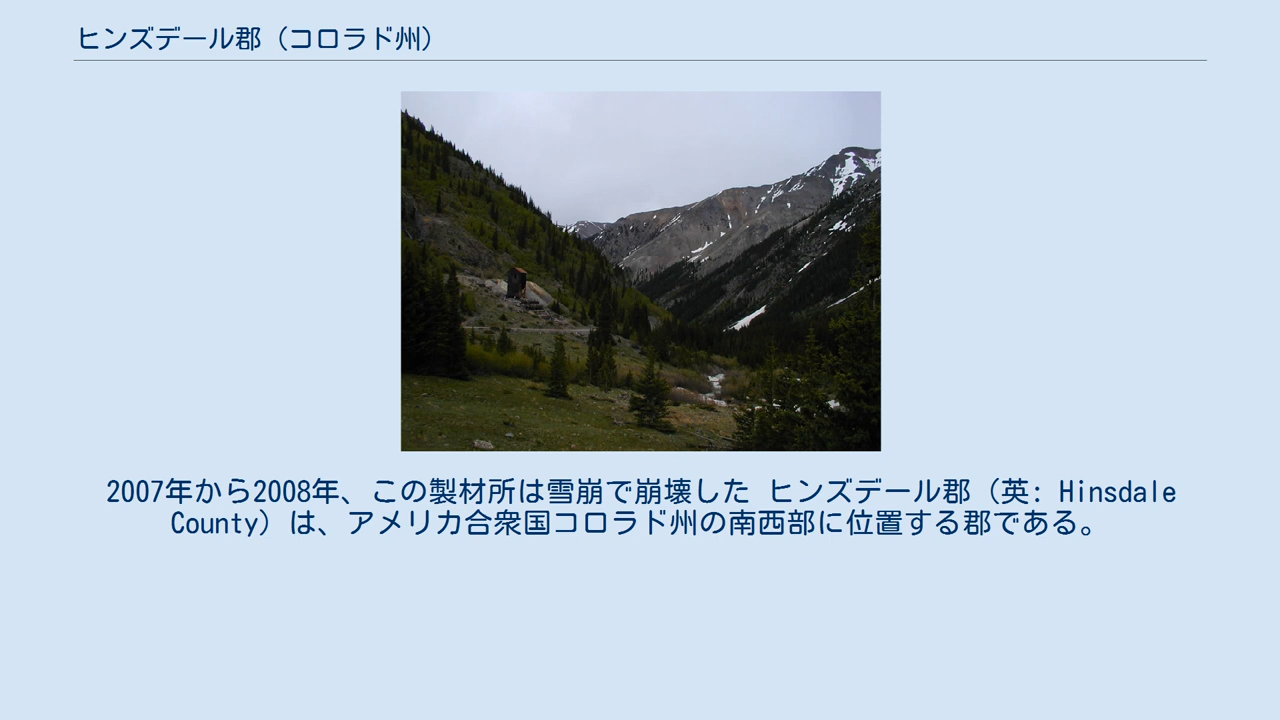 ヒンズデール郡（コロラド州）
2007年から2008年、この製材所は雪崩で崩壊した ヒンズデール郡（英: Hinsdale
County）は、アメリカ合衆国コロラド州の南西部に位置する郡である。